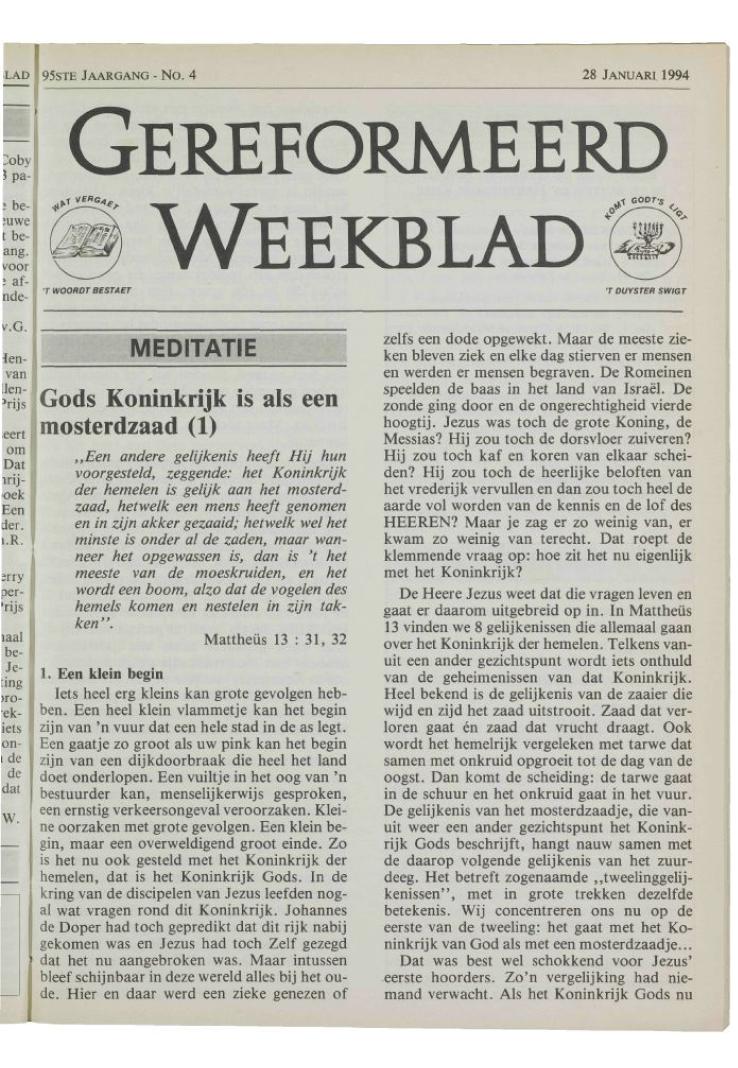 95STE JAARGANG - NO. 4
28 JANUARI 1994
GEREFORMEERD
WEEKBLAD
WAT VERGAET
'T WOORDT BESTAET
KOMT GODT'S LIGT
'T DUYSTER SWIGT
MEDITATIE
Gods Koninkrijk is als een
mosterdzaad (1)
,,Een andere gelijkenis heeft Hij hun
voorgesteld, zeggende: het Koninkrijk
der hemelen is gelijk aan het mosterd-
zaad, hetwelk een mens heeft genomen
en in zijn akker gezaaid; hetwelk wel het
minste is onder al de zaden, maar wan-
neer het opgewassen is, dan is 't het
meeste van de moeskruiden, en het
wordt een boom, alzo dat de vogelen des
hemels komen en nestelen in zijn tak-
ken''.
Mattheüs 13 : 31, 32
1. Een klein begin
Iets heel erg kleins kan grote gevolgen heb-
ben. Een heel klein vlammetje kan het begin
zijn van 'n vuur dat een hele stad in de as legt.
Een gaatje zo groot als uw pink kan het begin
zijn van een dijkdoorbraak die heel het land
doet onderlopen. Een vuiltje in het oog van 'n
bestuurder kan, menselijkerwijs gesproken,
een ernstig verkeersongeval veroorzaken. Klei-
ne oorzaken met grote gevolgen. Een klein be-
gin, maar een overweldigend groot einde. Zo
is het nu ook gesteld met het Koninkrijk der
hemelen, dat is het Koninkrijk Gods. In de
kring van de discipelen van Jezus leefden nog-
al wat vragen rond dit Koninkrijk. Johannes
de Doper had toch gepredikt dat dit rijk nabij
gekomen was en Jezus had toch Zelf gezegd
dat het nu aangebroken was. Maar intussen
bleef schijnbaar in deze wereld alles bij het ou-
de. Hier en daar werd een zieke genezen of
zelfs een dode opgewekt. Maar de meeste zie-
ken bleven ziek en elke dag stierven er mensen
en werden er mensen begraven. De Romeinen
speelden de baas in het land van Israël. De
zonde ging door en de ongerechtigheid vierde
hoogtij. Jezus was toch de grote Koning, de
Messias? Hij zou toch de dorsvloer zuiveren?
Hij zou toch kaf en koren van elkaar schei-
den? Hij zou toch de heerlijke beloften van
het vrederijk vervullen en dan zou toch heel de
aarde vol worden van de kennis en de lof des
HEEREN? Maar je zag er zo weinig van, er
kwam zo weinig van terecht. Dat roept de
klemmende vraag op: hoe zit het nu eigenlijk
met het Koninkrijk?
De Heere Jezus weet dat die vragen leven en
gaat er daarom uitgebreid op in. In Mattheüs
13 vinden we 8 gelijkenissen die allemaal gaan
over het Koninkrijk der hemelen. Telkens van-
uit een ander gezichtspunt wordt iets onthuld
van de geheimenissen van dat Koninkrijk.
Heel bekend is de gelijkenis van de zaaier die
wijd en zijd het zaad uitstrooit. Zaad dat ver-
loren gaat én zaad dat vrucht draagt. Ook
wordt het hemelrijk vergeleken met tarwe dat
samen met onkruid opgroeit tot de dag van de
oogst. Dan komt de scheiding: de tarwe gaat
in de schuur en het onkruid gaat in het vuur.
De gelijkenis van het mosterdzaadje, die van-
uit weer een ander gezichtspunt het Konink-
rijk Gods beschrijft, hangt nauw samen met
de daarop volgende gelijkenis van het zuur-
deeg. Het betreft zogenaamde ,,tweelinggelij-
kenissen'', met in grote trekken dezelfde
betekenis. Wij concentreren ons nu op de
eerste van de tweeling: het gaat met het Ko-
ninkrijk van God als met een mosterdzaadje...
Dat was best wel schokkend voor Jezus'
eerste hoorders. Zo'n vergelijking had nie-
mand verwacht. Als het Koninkrijk Gods nu